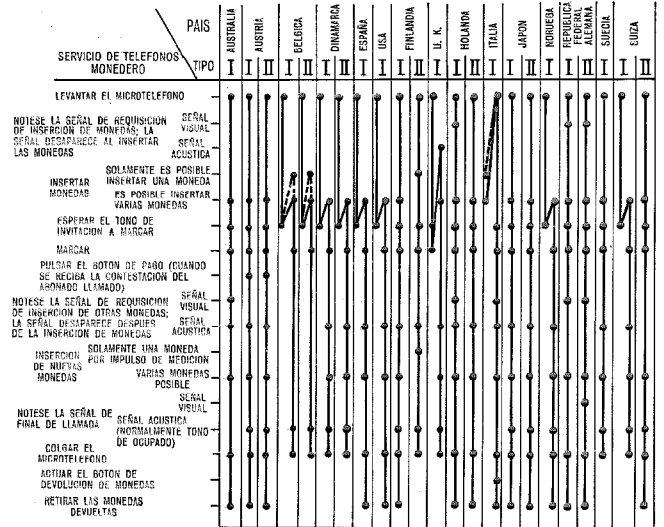 PAIS
SERVICIO DE TELEFONOS
MONEDERO
TIPO
AUSTRALIA
AUSTRIA
BELGICA
DINAMARCA
ESPAÑA
USA
FINLANDIA
U. K.
HOLANDA
ITALIA
JAPON
NORUEGA
REPUBLICA
FEDERAL
ALEMANA
SUECIA
SUIZA
I I II I II I II I I I II I I II I I II I I II I I II
LEVANTAR EL MICROTELEFONO
NOTESE LA SEÑAL DE REQUISICION
DE INSERCION DE MONEDAS; LA
SEÑAL DESAPARECE AL INSERTAR
LAS MONEDAS
SEÑAL
VISUAL
SEÑAL
ACUSTICA
INSERTAR
MONEDAS
SOLAMENTE ES POSIBLE
INSERTAR UNA MONEDA
ES POSIBLE INSERTAR
VARIAS MONEDAS
ESPERAR EL TONO DE
INVITACION A MARCAR
MARCAR
PULSAR EL BOTON DE PAGO (CUANDO
SE RECIBA LA CONTESTACION DEL
ABONADO LLAMADO)
NOTESE LA SEÑAL DE REQUISICION
DE INSERCION DE OTRAS MONEDAS;
LA SEÑAL DESAPARECE DESPUES
DE LA INSERCION DE MONEDAS
SEÑAL
VISUAL
SEÑAL
ACUSTICA
INSERCION
DE NUEVAS
MONEDAS
SOLAMENTE UNA MONEDA
POR IMPULSO DE MEDICION
VARIAS MONEDAS
POSIBLE
NOTESE LA SEÑAL DE
FINAL DE LLAMADA
SEÑAL
VISUAL
SEÑAL ACUSTICA
(NORMALMENTE TONO
DE OCUPADO)
COLGAR EL
MICROTELEFONO
ACTUAR EL BOTON DE
DEVOLUCION DE MONEDAS
RETIRAR LAS MONEDAS
DEVUELTAS